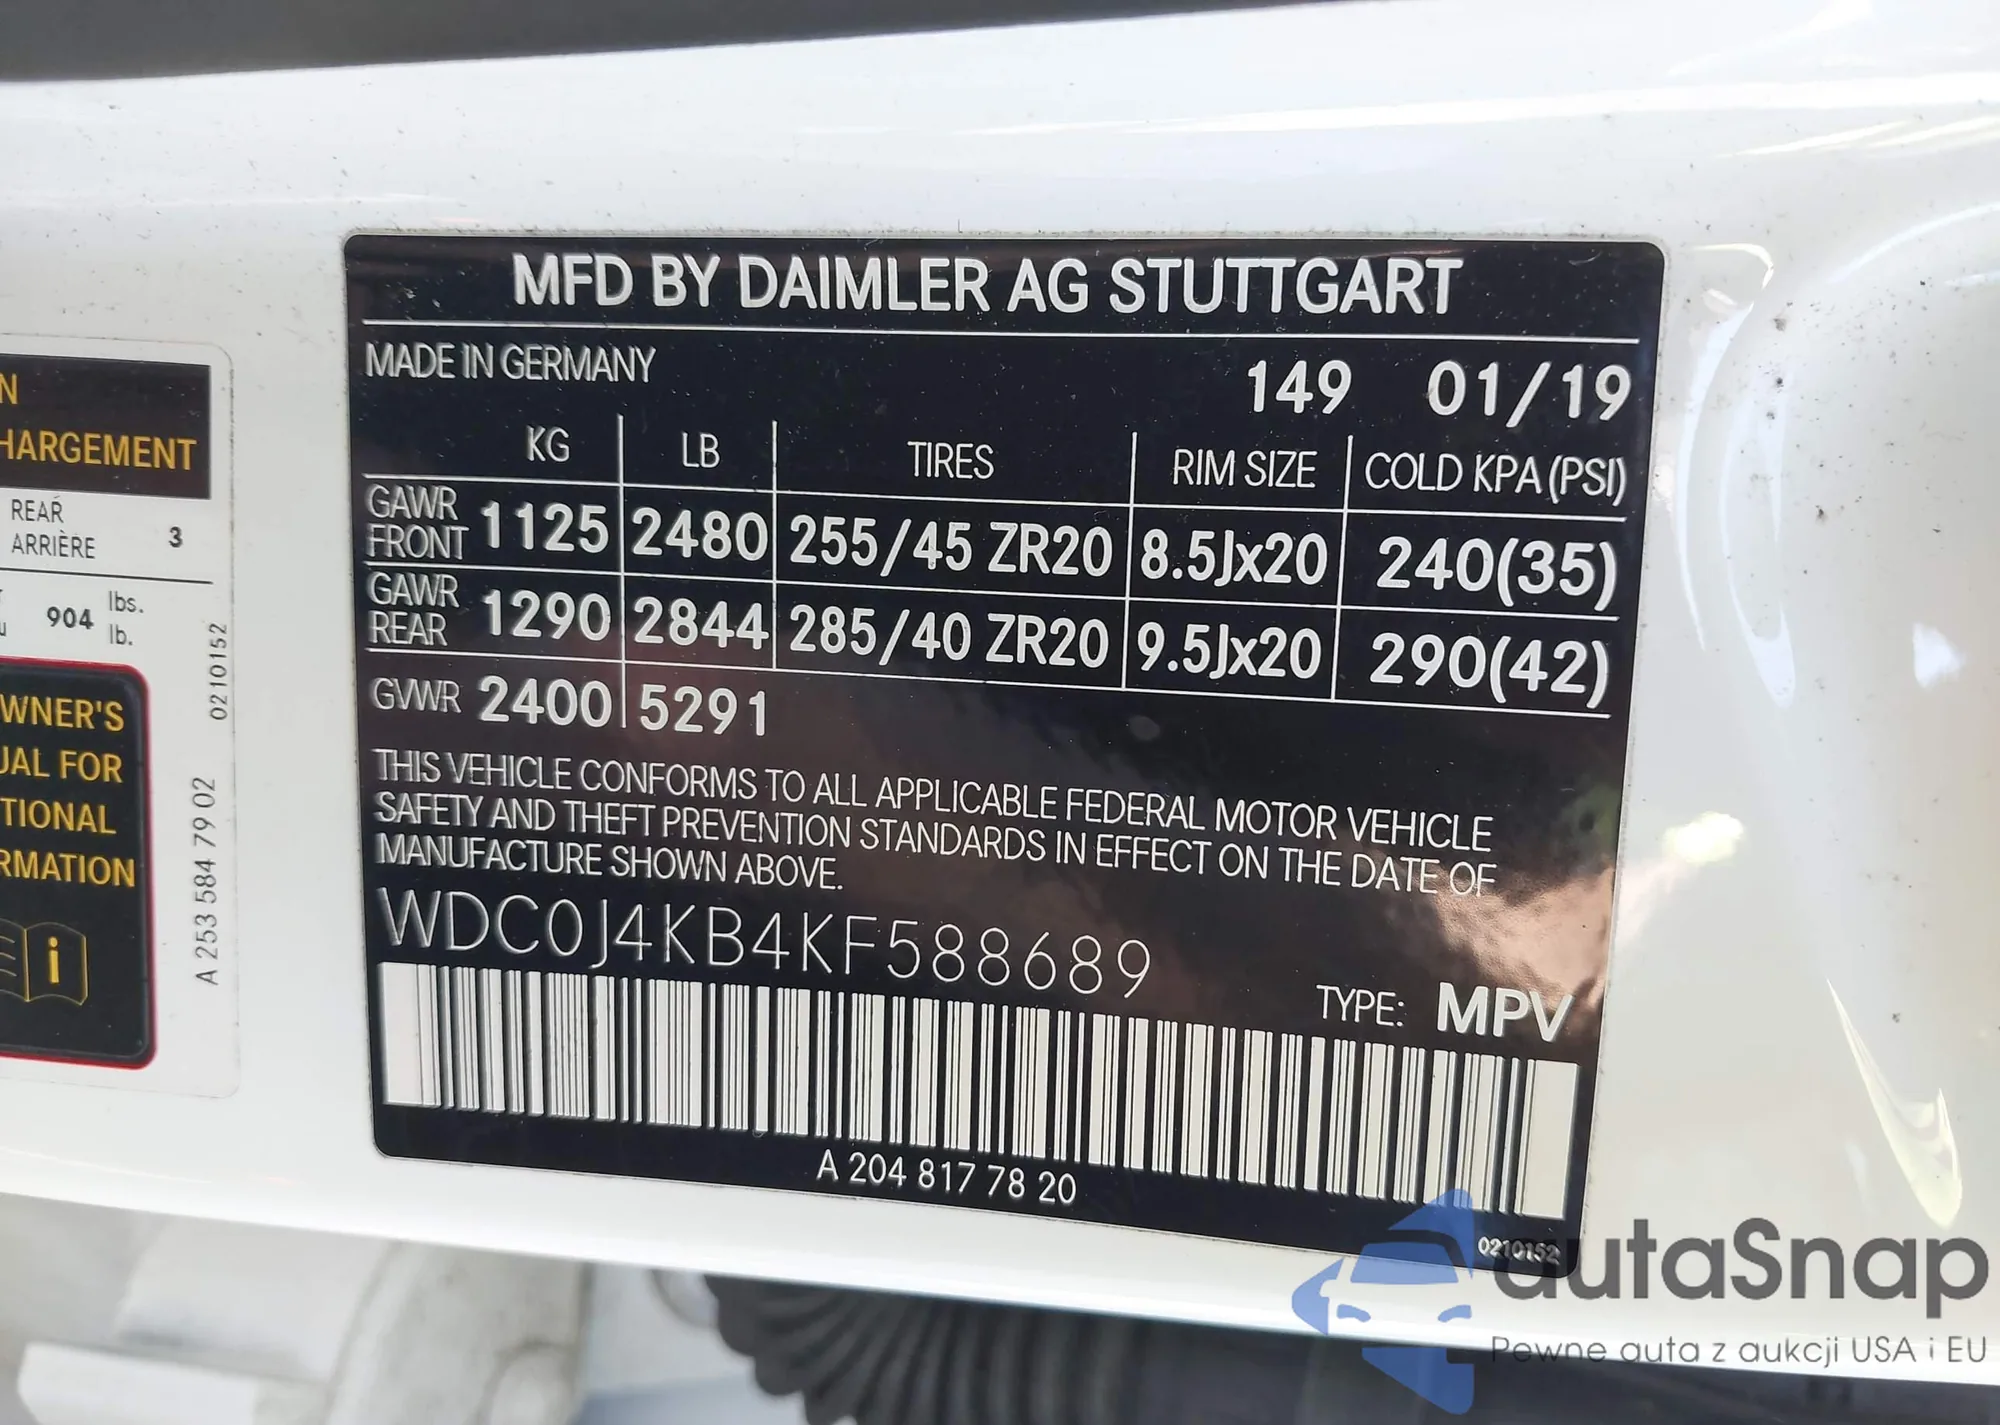 MFD BY DAIMLER AG STUTTGART
MADE IN GERMANY 149 01/19
KG LB TIRES RIM SIZE COLD KPA (PSI)
GAWR FRONT 1125 2480 255/45 ZR20 8.5Jx20 240(35)
GAWR REAR 1290 2844 285/40 ZR20 9.5Jx20 290(42)
GVWR 2400 5291
THIS VEHICLE CONFORMS TO ALL APPLICABLE FEDERAL MOTOR VEHICLE
SAFETY AND THEFT PREVENTION STANDARDS IN EFFECT ON THE DATE OF
MANUFACTURE SHOWN ABOVE.
WDC0J4KB4KF588689
TYPE: MPV
A 204 817 78 20
0210152
N
HARGEMENT
REAR
ARRIÈRE
3
904 lbs.
lb.
WNER'S
UAL FOR
TIONAL
RMATION
A 253 584 79 02 0210152
autaSnap
Pewne auta z aukcji USA i EU